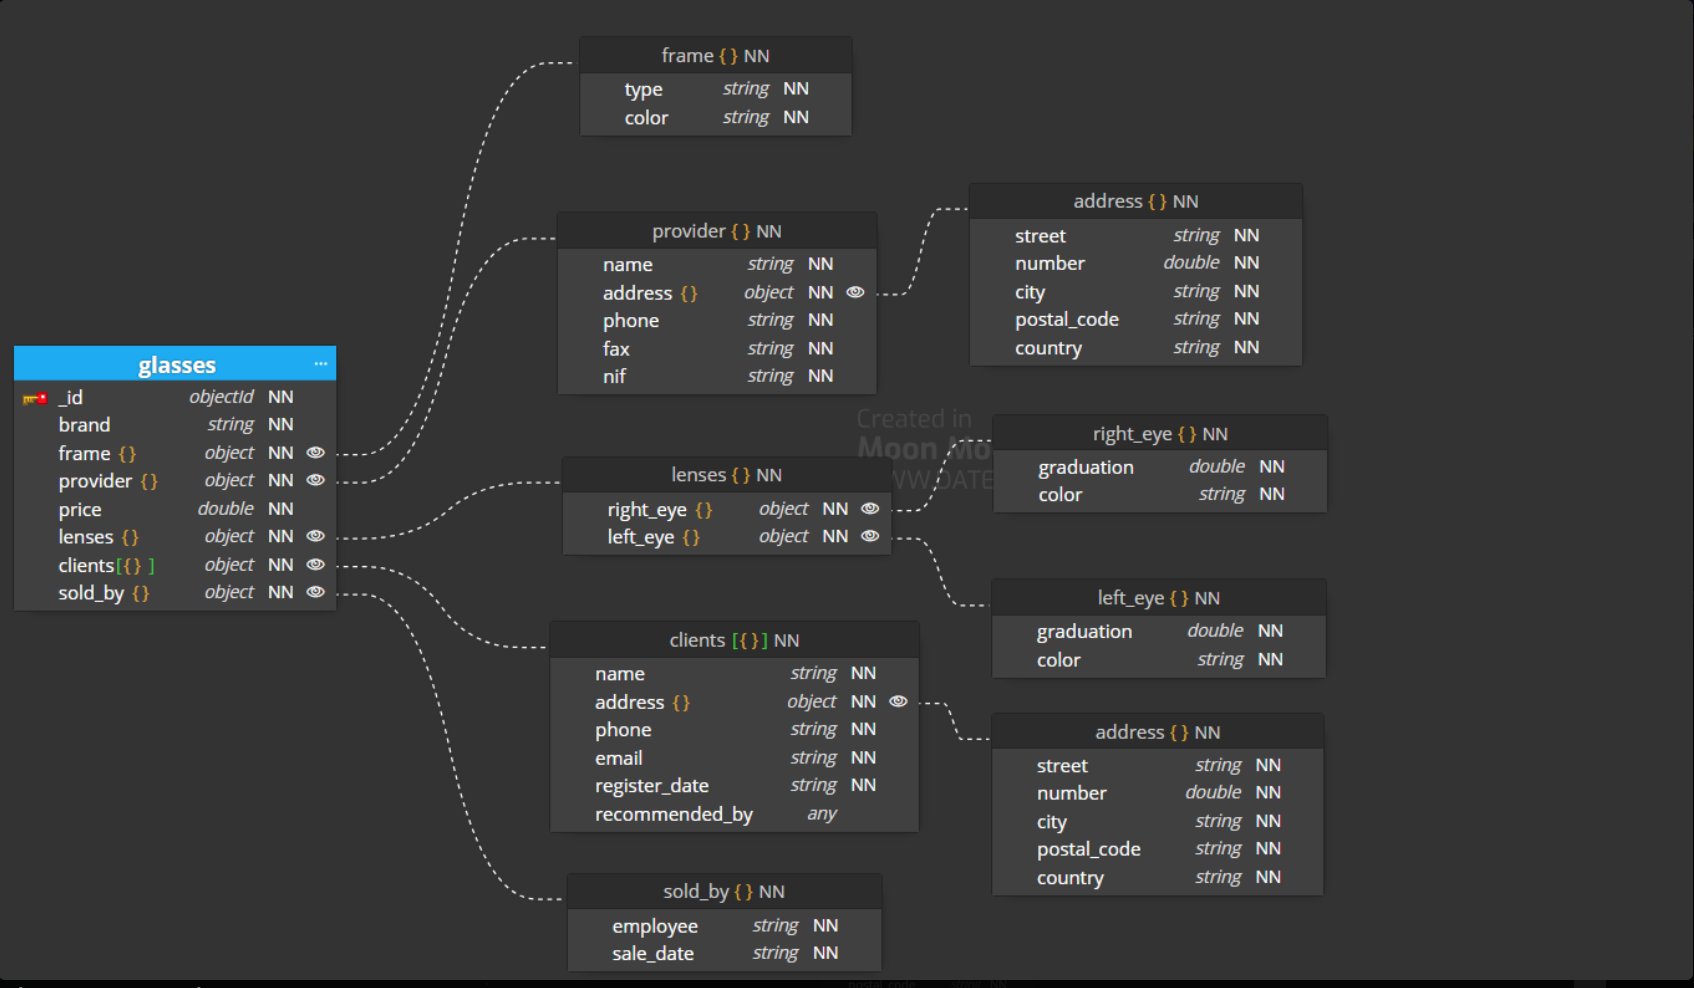 frame {} NN
type string NN
color string NN
provider {} NN
name string NN
address {} object NN
phone string NN
fax string NN
nif string NN
address {} NN
street string NN
number double NN
city string NN
postal_code string NN
country string NN
glasses ...
_id objectId NN
brand string NN
frame {} object NN
provider {} object NN
price double NN
lenses {} object NN
clients[{} ] object NN
sold_by {} object NN
Created in
Moon Mo
WW.DATE
lenses {} NN
right_eye {} object NN
left_eye {} object NN
right_eye {} NN
graduation double NN
color string NN
left_eye {} NN
graduation double NN
color string NN
clients [{}] NN
name string NN
address {} object NN
phone string NN
email string NN
register_date string NN
recommended_by any
address {} NN
street string NN
number double NN
city string NN
postal_code string NN
country string NN
sold_by {} NN
employee string NN
sale_date string NN
postal_code string NN